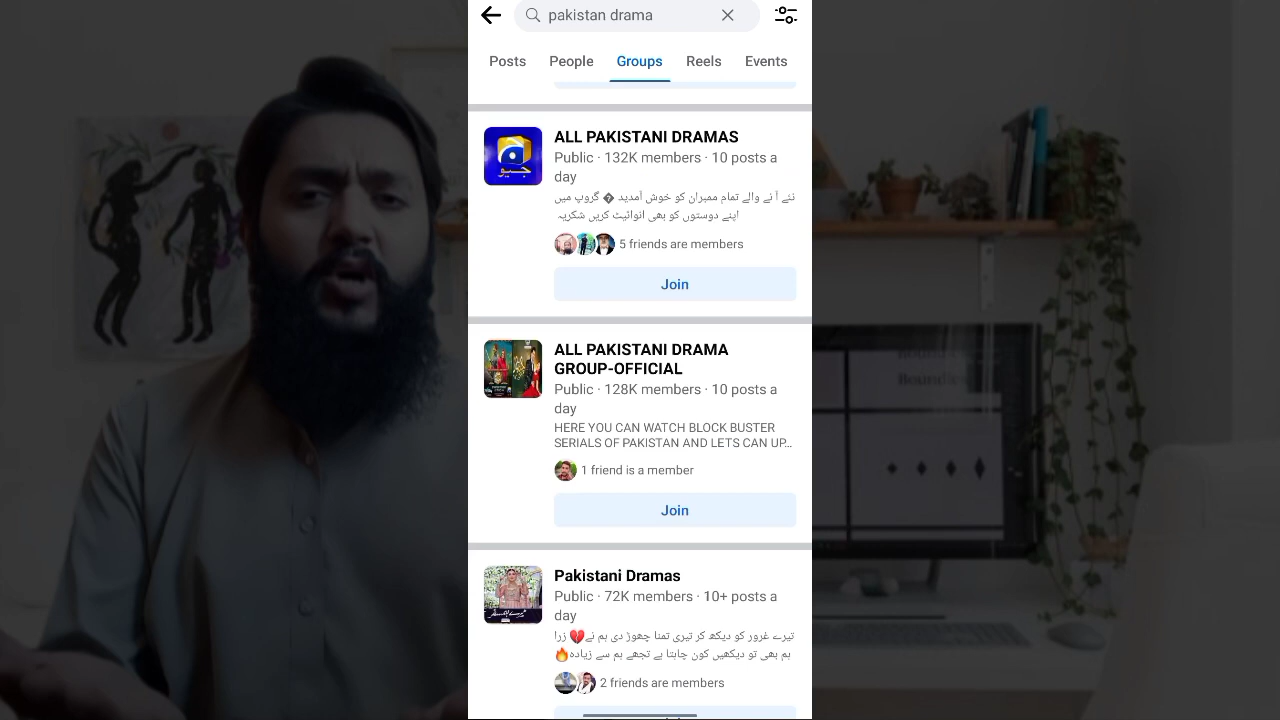 pakistan drama
Posts People Groups Reels Events
ALL PAKISTANI DRAMAS
Public · 132K members · 10 posts a
day
نئے آ نے والے تمام ممبران کو خوش آمدید � گروپ میں
اپنے دوستوں کو بھی انوائیٹ کریں شکریہ
5 friends are members
Join
ALL PAKISTANI DRAMA
GROUP-OFFICIAL
Public · 128K members · 10 posts a
day
HERE YOU CAN WATCH BLOCK BUSTER
SERIALS OF PAKISTAN AND LETS CAN UP...
1 friend is a member
Join
Pakistani Dramas
Public · 72K members · 10+ posts a
day
تیرے غرور کو دیکھ کر تیری تمنا چھوڑ دی ہم نے💔 زرا
ہم بھی تو دیکھیں کون چاہتا ہے تجھے ہم سے زیادہ🔥
2 friends are members
جیو